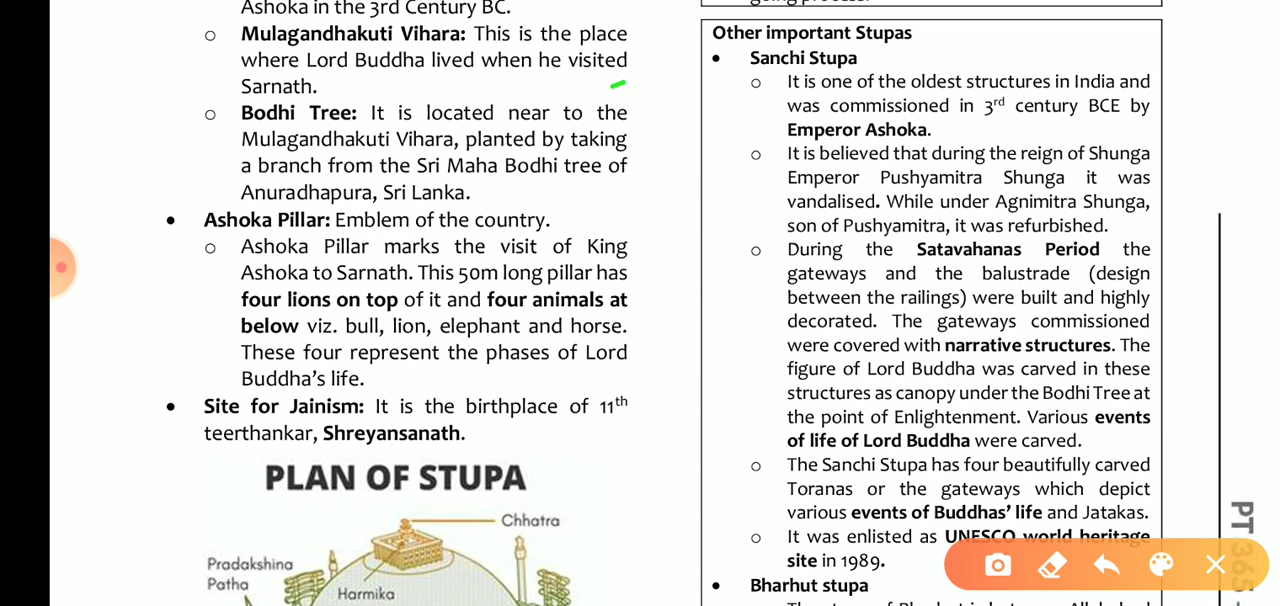 Ashoka in the 3rd Century BC.
o Mulagandhakuti Vihara: This is the place
where Lord Buddha lived when he visited
Sarnath.
o Bodhi Tree: It is located near to the
Mulagandhakuti Vihara, planted by taking
a branch from the Sri Maha Bodhi tree of
Anuradhapura, Sri Lanka.
• Ashoka Pillar: Emblem of the country.
o Ashoka Pillar marks the visit of King
Ashoka to Sarnath. This 50m long pillar has
four lions on top of it and four animals at
below viz. bull, lion, elephant and horse.
These four represent the phases of Lord
Buddha's life.
• Site for Jainism: It is the birthplace of 11th
teerthankar, Shreyansanath.
PLAN OF STUPA
Chhatra
Pradakshina
Patha
Harmika
going process.
Other important Stupas
• Sanchi Stupa
o It is one of the oldest structures in India and
was commissioned in 3rd century BCE by
Emperor Ashoka.
o It is believed that during the reign of Shunga
Emperor Pushyamitra Shunga it was
vandalised. While under Agnimitra Shunga,
son of Pushyamitra, it was refurbished.
o During the Satavahanas Period the
gateways and the balustrade (design
between the railings) were built and highly
decorated. The gateways commissioned
were covered with narrative structures. The
figure of Lord Buddha was carved in these
structures as canopy under the Bodhi Tree at
the point of Enlightenment. Various events
of life of Lord Buddha were carved.
o The Sanchi Stupa has four beautifully carved
Toranas or the gateways which depict
various events of Buddhas' life and Jatakas.
o It was enlisted as UNESCO world heritage
site in 1989.
• Bharhut stupa
PT 365